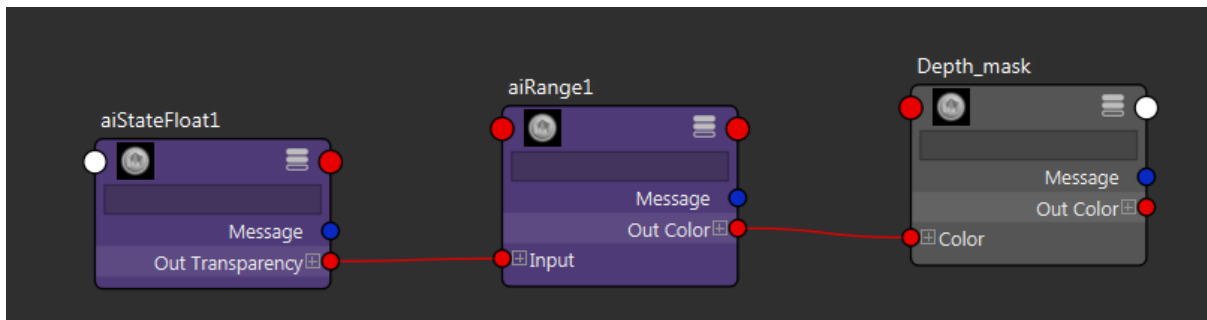 aiStateFloat1
Message
Out Transparency
aiRange1
Message
Out Color
Input
Depth_mask
Message
Out Color
Color